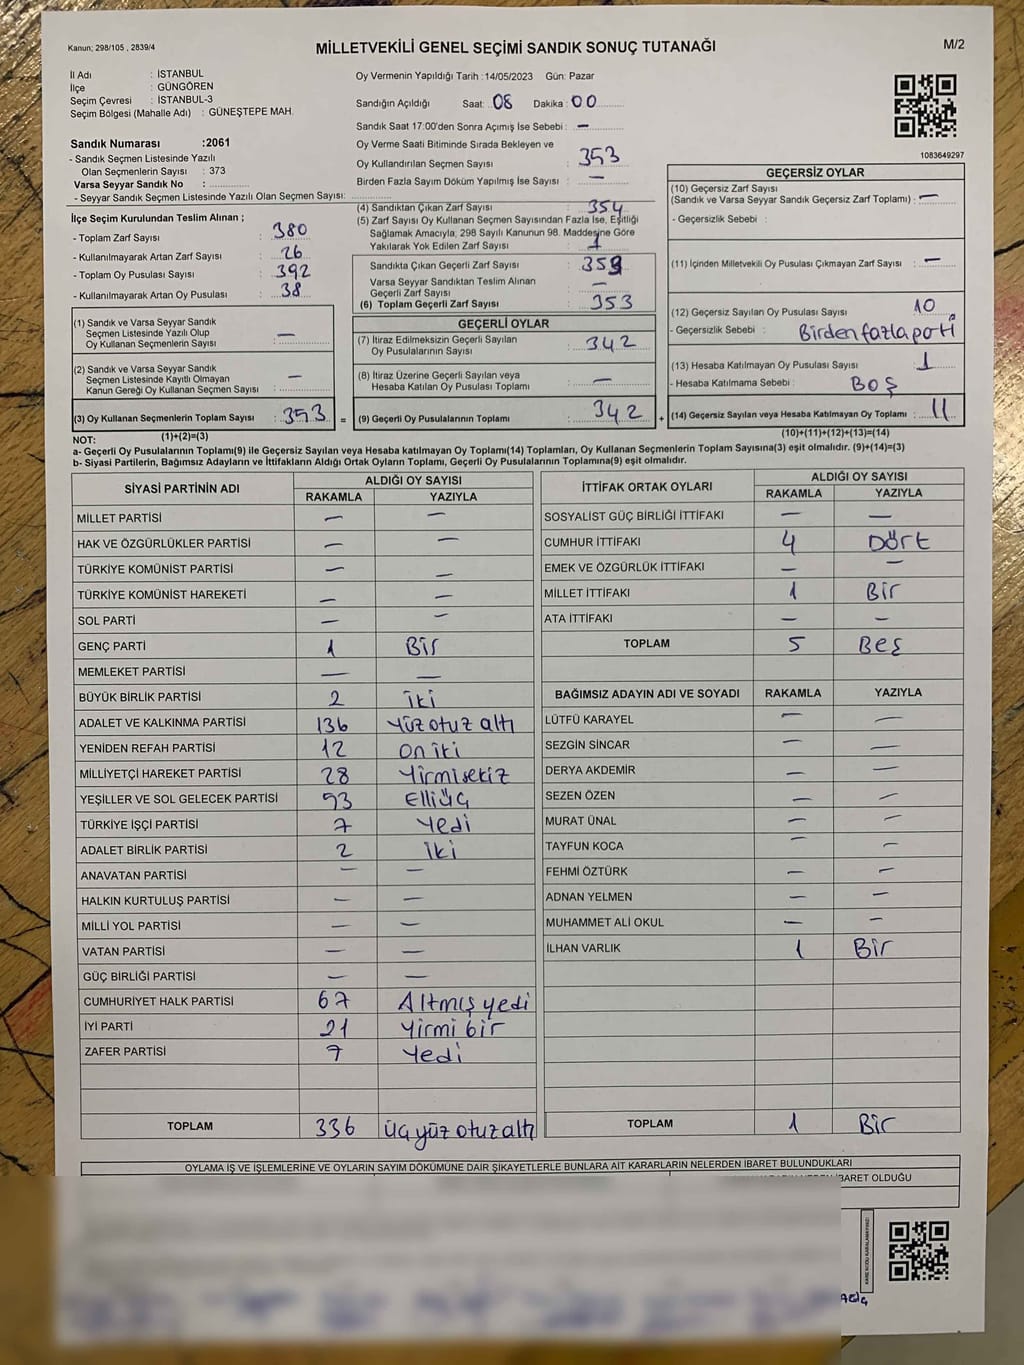 Kanun; 298/105 , 2839/4
MİLLETVEKİLİ GENEL SEÇİMİ SANDIK SONUÇ TUTANAĞI
M/2
İl Adı : İSTANBUL
İlçe : GÜNGÖREN
Seçim Çevresi : İSTANBUL-3
Seçim Bölgesi (Mahalle Adı) : GÜNEŞTEPE MAH.
Oy Vermenin Yapıldığı Tarih :14/05/2023 Gün: Pazar
Sandığın Açıldığı Saat: 08 Dakika : 00
Sandık Saat 17:00'den Sonra Açımış İse Sebebi : —
Oy Verme Saati Bitiminde Sırada Bekleyen ve
Oy Kullandırılan Seçmen Sayısı : 353
Birden Fazla Sayım Döküm Yapılmış İse Sayısı : —
Sandık Numarası :2061
- Sandık Seçmen Listesinde Yazılı
Olan Seçmenlerin Sayısı : 373
Varsa Seyyar Sandık No :
- Seyyar Sandık Seçmen Listesinde Yazılı Olan Seçmen Sayısı:
1083649297
İlçe Seçim Kurulundan Teslim Alınan ;
- Toplam Zarf Sayısı : 380
- Kullanılmayarak Artan Zarf Sayısı : 26
- Toplam Oy Pusulası Sayısı : 392
- Kullanılmayarak Artan Oy Pusulası : 38
(4) Sandıktan Çıkan Zarf Sayısı : 354
(5) Zarf Sayısı Oy Kullanan Seçmen Sayısından Fazla İse, Eşitliği
Sağlamak Amacıyla, 298 Sayılı Kanunun 98. Maddesine Göre
Yakılarak Yok Edilen Zarf Sayısı : 1
Sandıkta Çıkan Geçerli Zarf Sayısı : 353
Varsa Seyyar Sandıktan Teslim Alınan
Geçerli Zarf Sayısı : —
(6) Toplam Geçerli Zarf Sayısı : 353
GEÇERSİZ OYLAR
(10) Geçersiz Zarf Sayısı
(Sandık ve Varsa Seyyar Sandık Geçersiz Zarf Toplamı) : —
- Geçersizlik Sebebi :
(11) İçinden Milletvekili Oy Pusulası Çıkmayan Zarf Sayısı : —
(12) Geçersiz Sayılan Oy Pusulası Sayısı : 10
- Geçersizlik Sebebi : Birden fazla parti
(13) Hesaba Katılmayan Oy Pusulası Sayısı : 1
- Hesaba Katılmama Sebebi : Boş
(14) Geçersiz Sayılan veya Hesaba Katılmayan Oy Toplamı : 11
(10)+(11)+(12)+(13)=(14)
(1) Sandık ve Varsa Seyyar Sandık
Seçmen Listesinde Yazılı Olup
Oy Kullanan Seçmenlerin Sayısı : —
(2) Sandık ve Varsa Seyyar Sandık
Seçmen Listesinde Kayıtlı Olmayan
Kanun Gereği Oy Kullanan Seçmen Sayısı : —
(3) Oy Kullanan Seçmenlerin Toplam Sayısı : 353 =
(1)+(2)=(3)
GEÇERLİ OYLAR
(7) İtiraz Edilmeksizin Geçerli Sayılan
Oy Pusulalarının Sayısı : 342
(8) İtiraz Üzerine Geçerli Sayılan veya
Hesaba Katılan Oy Pusulası Toplamı : —
(9) Geçerli Oy Pusulalarının Toplamı : 342 +
NOT:
a- Geçerli Oy Pusulalarının Toplamı(9) ile Geçersiz Sayılan veya Hesaba katılmayan Oy Toplamı(14) Toplamları, Oy Kullanan Seçmenlerin Toplam Sayısına(3) eşit olmalıdır. (9)+(14)=(3)
b- Siyasi Partilerin, Bağımsız Adayların ve İttifakların Aldığı Ortak Oyların Toplamı, Geçerli Oy Pusulalarının Toplamına(9) eşit olmalıdır.
SİYASİ PARTİNİN ADI ALDIĞI OY SAYISI
RAKAMLA YAZIYLA
MİLLET PARTİSİ — —
HAK VE ÖZGÜRLÜKLER PARTİSİ — —
TÜRKİYE KOMÜNİST PARTİSİ — —
TÜRKİYE KOMÜNİST HAREKETİ — —
SOL PARTİ — —
GENÇ PARTİ 1 Bir
MEMLEKET PARTİSİ — —
BÜYÜK BİRLİK PARTİSİ 2 iki
ADALET VE KALKINMA PARTİSİ 136 Yüz otuz altı
YENİDEN REFAH PARTİSİ 12 on iki
MİLLİYETÇİ HAREKET PARTİSİ 28 Yirmisekiz
YEŞİLLER VE SOL GELECEK PARTİSİ 53 Elliüç
TÜRKİYE İŞÇİ PARTİSİ 7 Yedi
ADALET BİRLİK PARTİSİ 2 iki
ANAVATAN PARTİSİ — —
HALKIN KURTULUŞ PARTİSİ — —
MİLLİ YOL PARTİSİ — —
VATAN PARTİSİ — —
GÜÇ BİRLİĞİ PARTİSİ — —
CUMHURİYET HALK PARTİSİ 67 Altmış yedi
İYİ PARTİ 21 Yirmi bir
ZAFER PARTİSİ 7 Yedi
TOPLAM 336 üç yüz otuz altı
İTTİFAK ORTAK OYLARI ALDIĞI OY SAYISI
RAKAMLA YAZIYLA
SOSYALİST GÜÇ BİRLİĞİ İTTİFAKI — —
CUMHUR İTTİFAKI 4 Dört
EMEK VE ÖZGÜRLÜK İTTİFAKI — —
MİLLET İTTİFAKI 1 Bir
ATA İTTİFAKI — —
TOPLAM 5 Beş
BAĞIMSIZ ADAYIN ADI VE SOYADI RAKAMLA YAZIYLA
LÜTFÜ KARAYEL — —
SEZGİN SİNCAR — —
DERYA AKDEMİR — —
SEZEN ÖZEN — —
MURAT ÜNAL — —
TAYFUN KOCA — —
FEHMİ ÖZTÜRK — —
ADNAN YELMEN — —
MUHAMMET ALİ OKUL — —
İLHAN VARLIK 1 Bir
TOPLAM 1 Bir
OYLAMA İŞ VE İŞLEMLERİNE VE OYLARIN SAYIM DÖKÜMÜNE DAİR ŞİKAYETLERLE BUNLARA AİT KARARLARIN NELERDEN İBARET BULUNDUKLARI
BARET OLDUĞU
KARE KODU KARALAMAYINIZ!